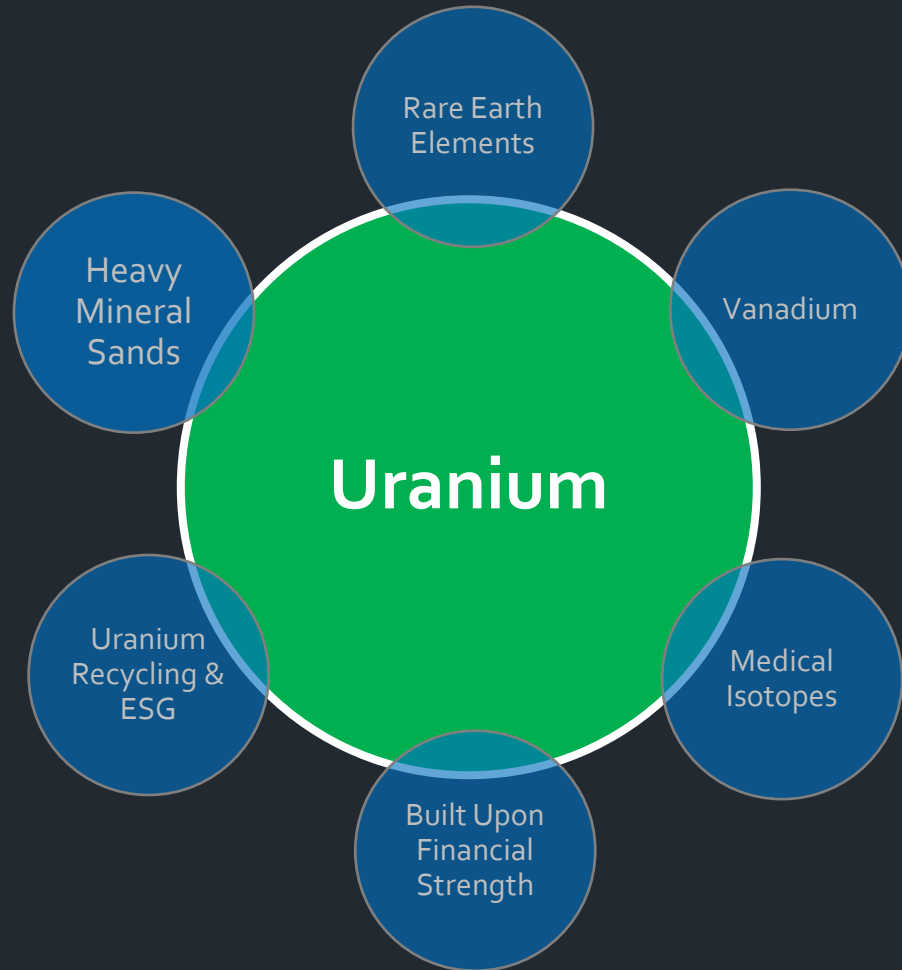 Rare Earth
Elements
Heavy
Mineral
Sands
Vanadium
Uranium
Uranium
Recycling &
ESG
Medical
Isotopes
Built Upon
Financial
Strength